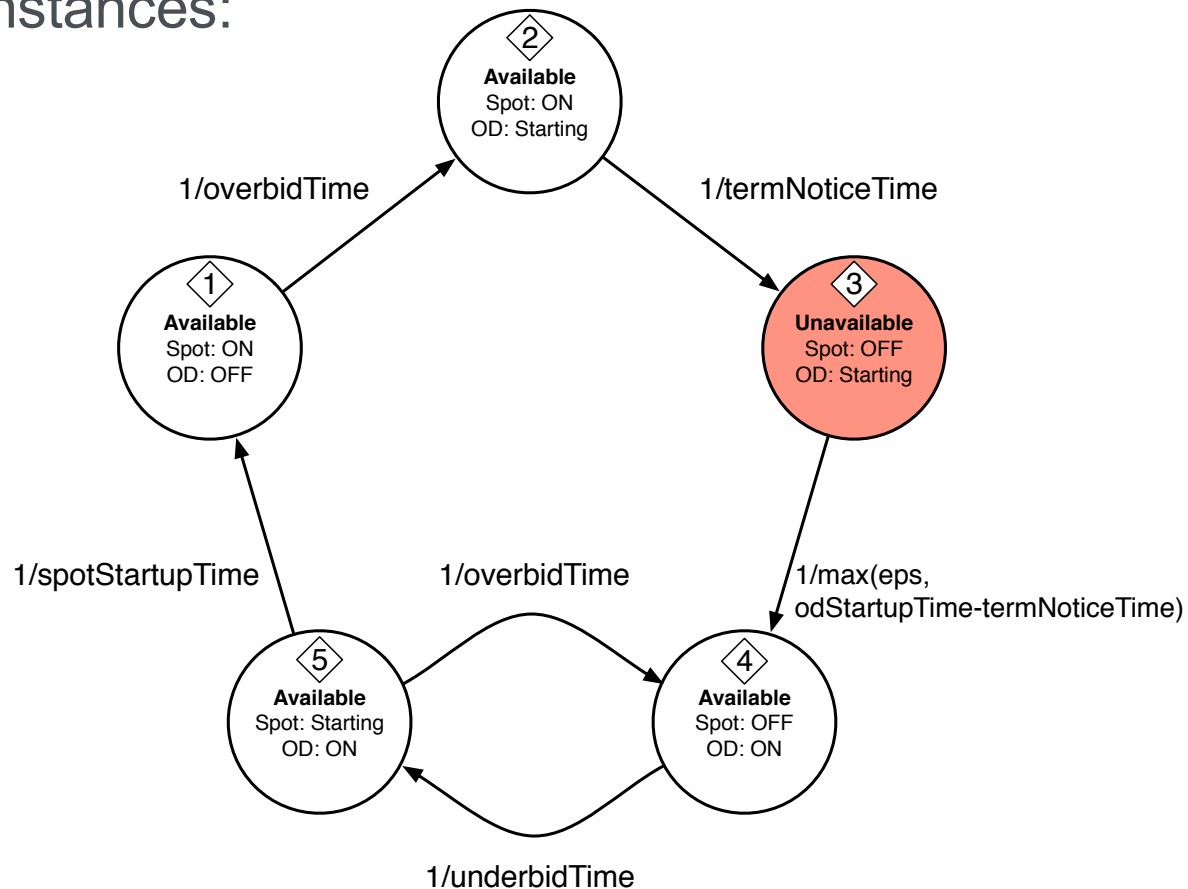 nstances:
2
Available
Spot: ON
OD: Starting
1/overbidTime
1/termNoticeTime
1
Available
Spot: ON
OD: OFF
3
Unavailable
Spot: OFF
OD: Starting
1/spotStartupTime
1/overbidTime
1/max(eps,
odStartupTime-termNoticeTime)
5
Available
Spot: Starting
OD: ON
4
Available
Spot: OFF
OD: ON
1/underbidTime